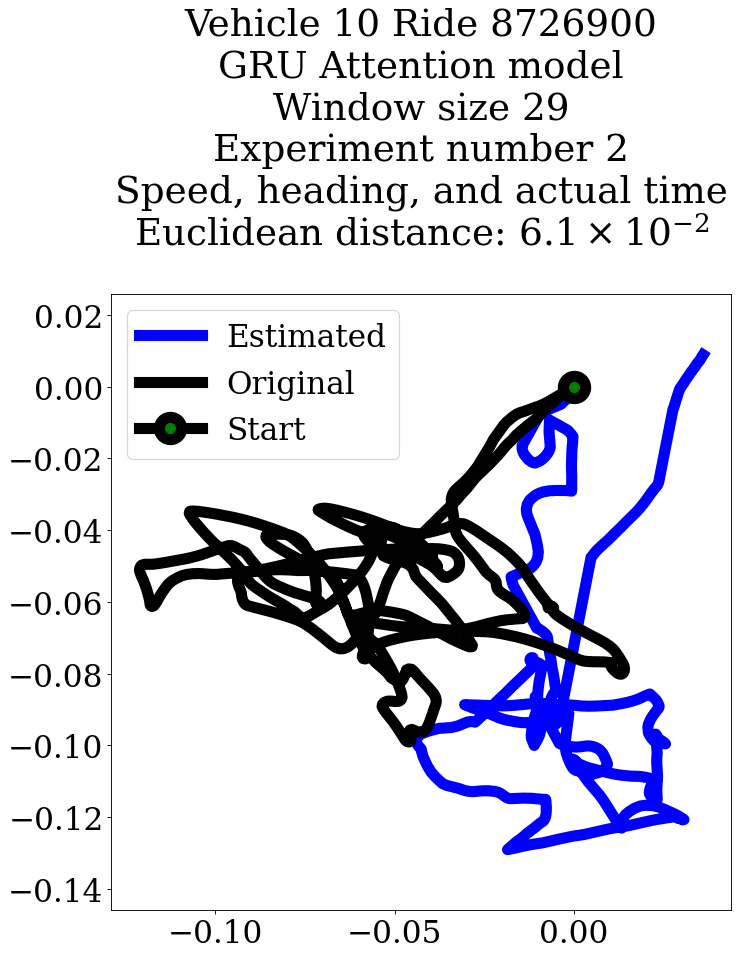 Vehicle 10 Ride 8726900
GRU Attention model
Window size 29
Experiment number 2
Speed, heading, and actual time
Euclidean distance: 6.1 × 10⁻²
Estimated
Original
Start
0.02
0.00
−0.02
−0.04
−0.06
−0.08
−0.10
−0.12
−0.14
−0.10
−0.05
0.00